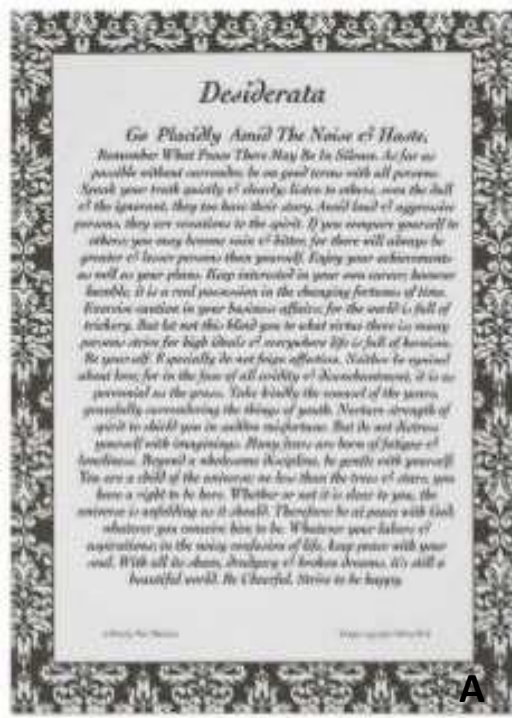 Desiderata
Go Placidly Amid The Noise & Haste,
Remember What Peace There May Be In Silence. As far as
possible without surrender, be on good terms with all persons.
Speak your truth quietly & clearly; listen to others, even the dull
& the ignorant, they too have their story. Avoid loud & aggressive
persons, they are vexations to the spirit. If you compare yourself to
others; you may become vain & bitter, for there will always be
greater & lesser persons than yourself. Enjoy your achievements
as well as your plans. Keep interested in your own career; however
humble; it is a real possession in the changing fortunes of time.
Exercise caution in your business affairs; for the world is full of
trickery. But let not this blind you to what virtue there is; many
persons strive for high ideals & everywhere life is full of heroism.
Be yourself. Especially do not feign affection. Neither be cynical
about love; for in the face of all aridity & disenchantment, it is as
perennial as the grass. Take kindly the counsel of the years,
gracefully surrendering the things of youth. Nurture strength of
spirit to shield you in sudden misfortune. But do not distress
yourself with imaginings. Many fears are born of fatigue &
loneliness. Beyond a wholesome discipline, be gentle with yourself.
You are a child of the universe; no less than the trees & stars, you
have a right to be here. Whether or not it is clear to you, the
universe is unfolding as it should. Therefore be at peace with God,
whatever you conceive him to be. Whatever your labors &
aspirations; in the noisy confusion of life, keep peace with your
soul. With all its sham, drudgery & broken dreams, it's still a
beautiful world. Be Cheerful. Strive to be happy.
A